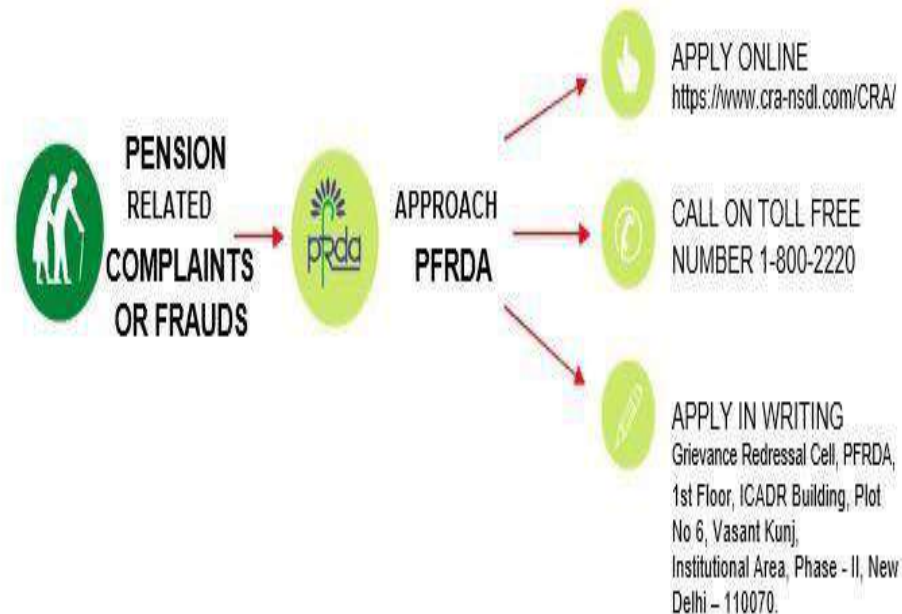 PENSION
RELATED
COMPLAINTS
OR FRAUDS
pfrda
APPROACH
PFRDA
APPLY ONLINE
https://www.cra-nsdl.com/CRA/
CALL ON TOLL FREE
NUMBER 1-800-2220
APPLY IN WRITING
Grievance Redressal Cell, PFRDA,
1st Floor, ICADR Building, Plot
No 6, Vasant Kunj,
Institutional Area, Phase - II, New
Delhi – 110070.